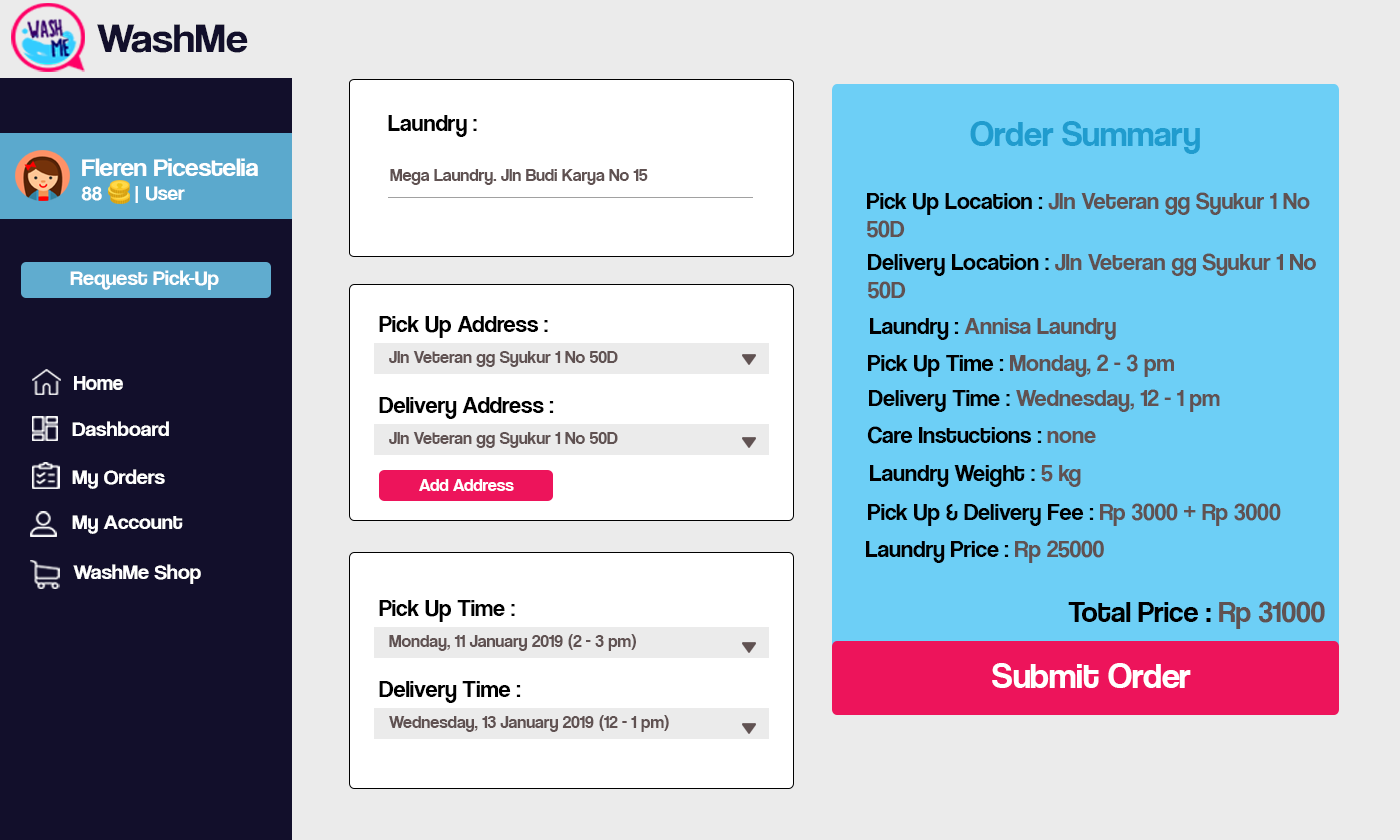 WASH
ME
WashMe
Fleren Picestelia
88 | User
Request Pick-Up
Home
Dashboard
My Orders
My Account
WashMe Shop
Laundry :
Mega Laundry. Jln Budi Karya No 15
Pick Up Address :
Jln Veteran gg Syukur 1 No 50D
Delivery Address :
Jln Veteran gg Syukur 1 No 50D
Add Address
Pick Up Time :
Monday, 11 January 2019 (2 - 3 pm)
Delivery Time :
Wednesday, 13 January 2019 (12 - 1 pm)
Order Summary
Pick Up Location : Jln Veteran gg Syukur 1 No
50D
Delivery Location : Jln Veteran gg Syukur 1 No
50D
Laundry : Annisa Laundry
Pick Up Time : Monday, 2 - 3 pm
Delivery Time : Wednesday, 12 - 1 pm
Care Instuctions : none
Laundry Weight : 5 kg
Pick Up & Delivery Fee : Rp 3000 + Rp 3000
Laundry Price : Rp 25000
Total Price : Rp 31000
Submit Order